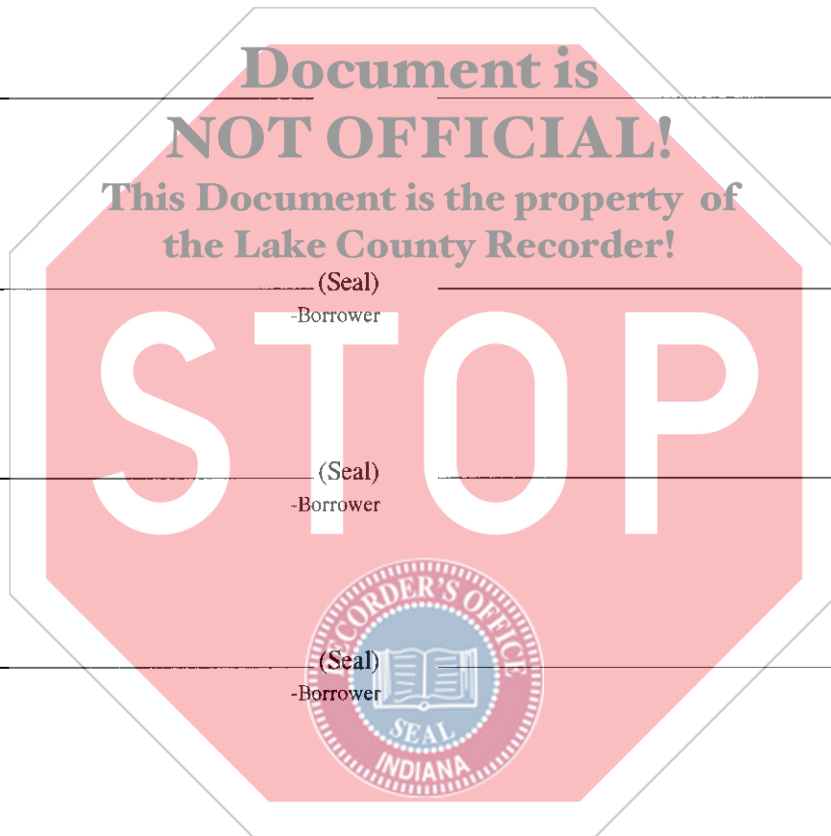 Document is
NOT OFFICIAL!
This Document is the property of
the Lake County Recorder!
(Seal)
-Borrower
STOP
(Seal)
-Borrower
(Seal)
-Borrower
RECORDER'S OFFICE
SEAL
INDIANA